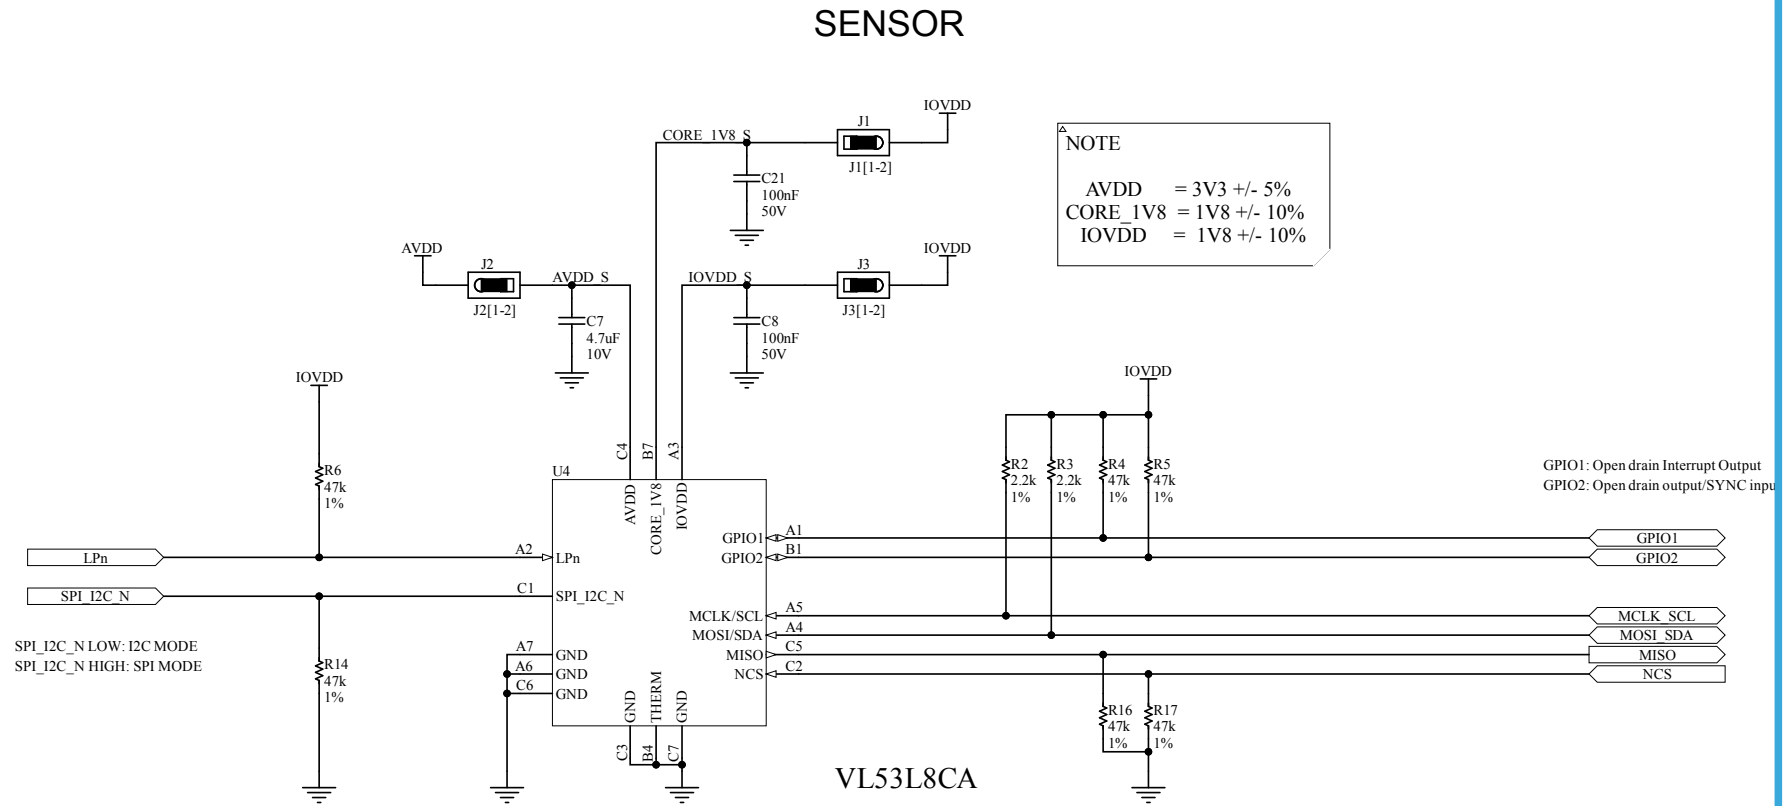 SENSOR
IOVDD
J1
CORE_1V8_S
J1[1-2]
C21
100nF
50V
NOTE
AVDD = 3V3 +/- 5%
CORE_1V8 = 1V8 +/- 10%
IOVDD = 1V8 +/- 10%
AVDD
J2
AVDD_S
J2[1-2]
C7
4.7uF
10V
IOVDD
J3
IOVDD_S
J3[1-2]
C8
100nF
50V
IOVDD
R6
47k
1%
IOVDD
R2
2.2k
1%
R3
2.2k
1%
R4
47k
1%
R5
47k
1%
GPIO1: Open drain Interrupt Output
GPIO2: Open drain output/SYNC inpu
U4
C4
B7
A3
AVDD
CORE_1V8
IOVDD
LPn
A2
LPn
SPI_I2C_N
C1
SPI_I2C_N
SPI_I2C_N LOW: I2C MODE
SPI_I2C_N HIGH: SPI MODE
R14
47k
1%
A7
GND
A6
GND
C6
GND
GND
THERM
GND
C3
B4
C7
GPIO1
A1
GPIO1
GPIO2
B1
GPIO2
MCLK/SCL
A5
MCLK_SCL
MOSI/SDA
A4
MOSI_SDA
MISO
C5
MISO
NCS
C2
NCS
R16
47k
1%
R17
47k
1%
VL53L8CA